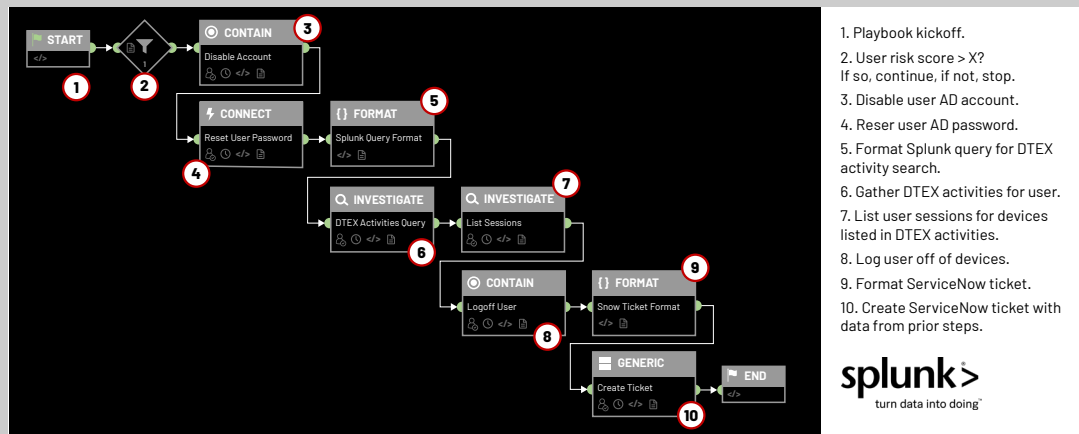 START
</>
1
1
2
CONTAIN
3
Disable Account
</>
CONNECT
Reset User Password
</>
4
{ } FORMAT
5
Splunk Query Format
</>
INVESTIGATE
DTEX Activities Query
</>
6
INVESTIGATE
7
List Sessions
</>
CONTAIN
Logoff User
</>
8
{ } FORMAT
9
Snow Ticket Format
</>
GENERIC
Create Ticket
</>
10
END
</>
1. Playbook kickoff.
2. User risk score > X?
If so, continue, if not, stop.
3. Disable user AD account.
4. Reser user AD password.
5. Format Splunk query for DTEX
activity search.
6. Gather DTEX activities for user.
7. List user sessions for devices
listed in DTEX activities.
8. Log user off of devices.
9. Format ServiceNow ticket.
10. Create ServiceNow ticket with
data from prior steps.
splunk>®
turn data into doing™